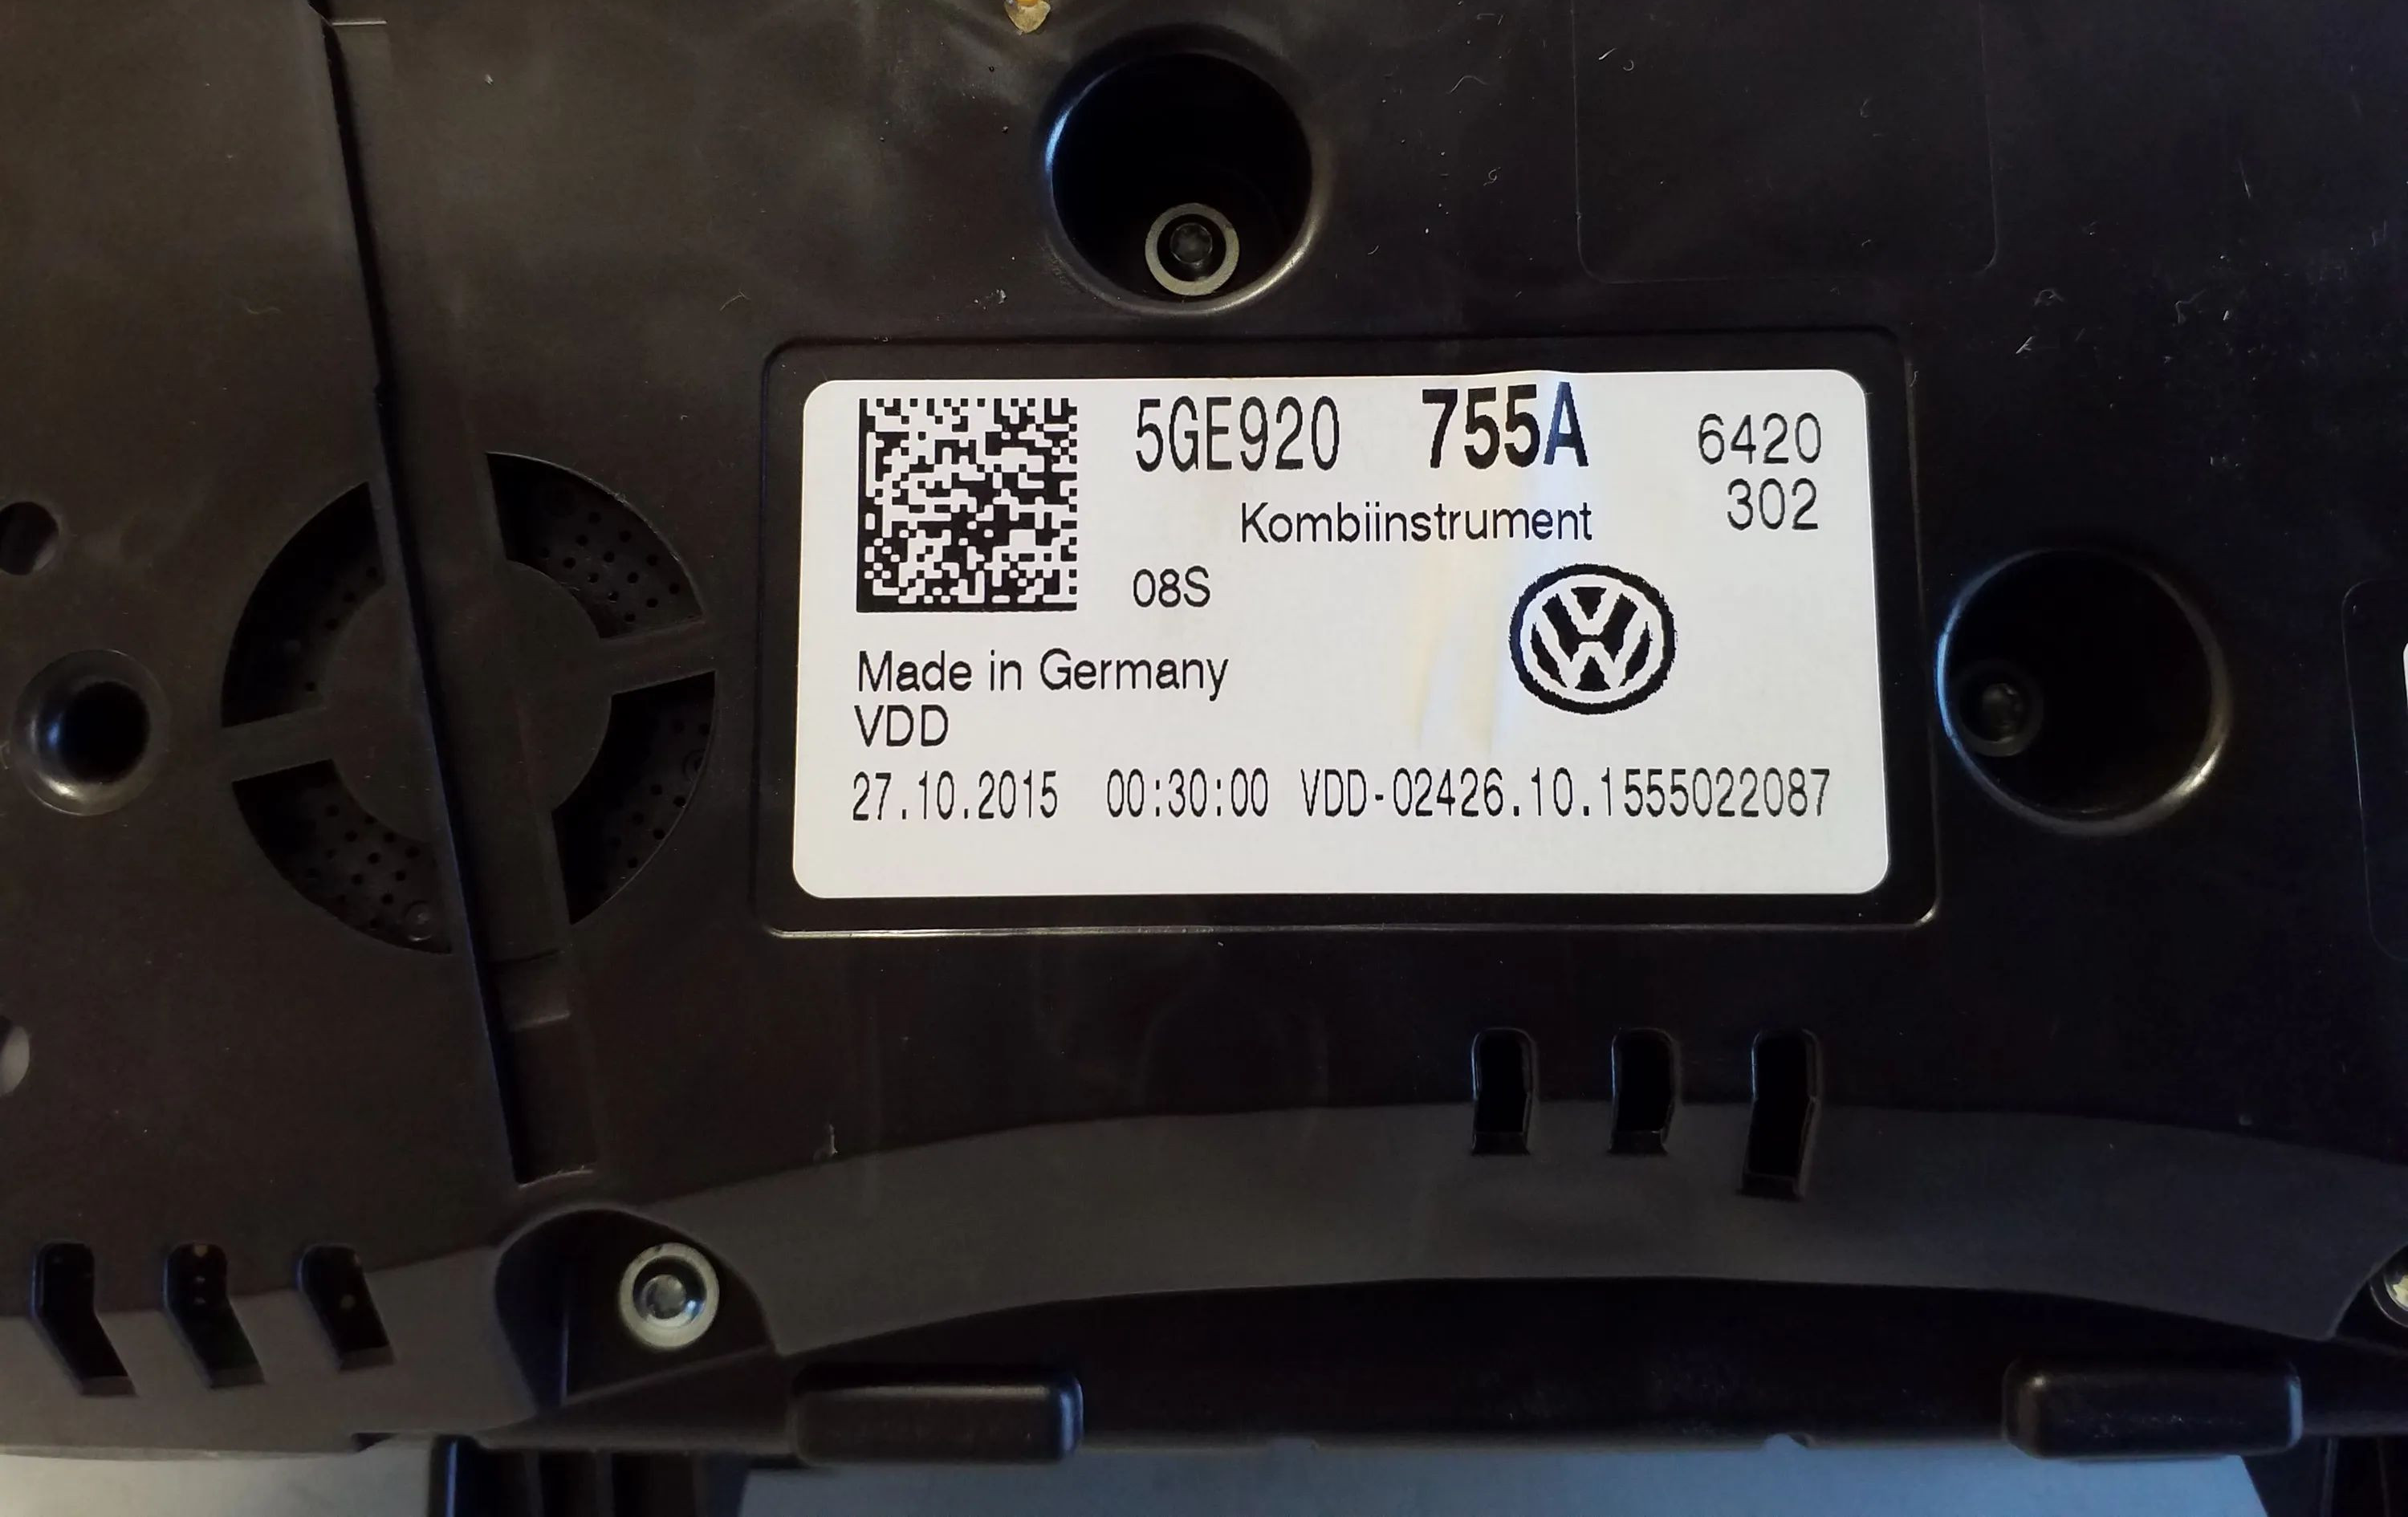 5GE920 755A 6420
302
Kombiinstrument
08S
Made in Germany
VDD
27.10.2015 00:30:00 VDD-02426.10.1555022087